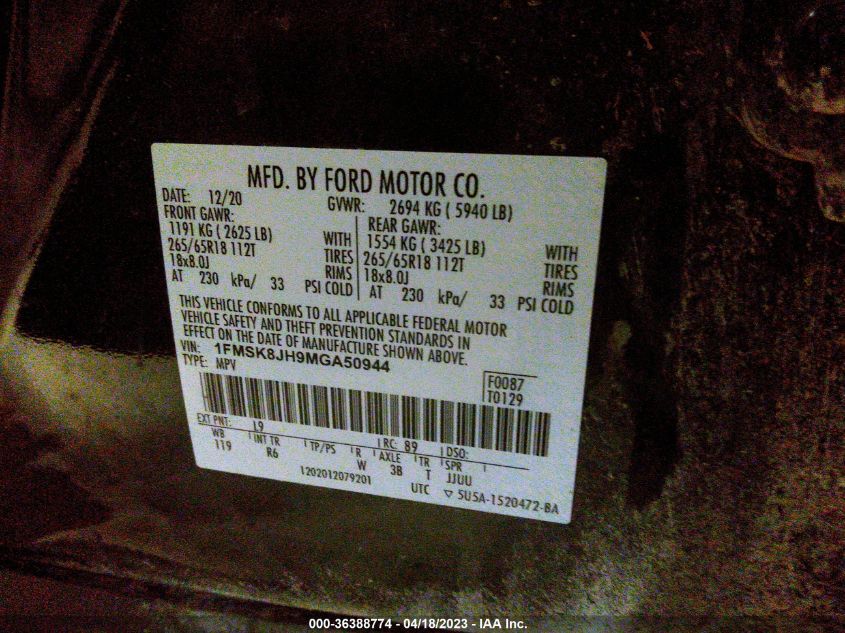 MFD. BY FORD MOTOR CO.
DATE: 12/20 GVWR: 2694 KG ( 5940 LB)
FRONT GAWR: REAR GAWR:
1191 KG ( 2625 LB) WITH 1554 KG ( 3425 LB) WITH
265/65R18 112T TIRES 265/65R18 112T TIRES
18x8.0J RIMS 18x8.0J RIMS
AT 230 kPa/ 33 PSI COLD AT 230 kPa/ 33 PSI COLD
THIS VEHICLE CONFORMS TO ALL APPLICABLE FEDERAL MOTOR
VEHICLE SAFETY AND THEFT PREVENTION STANDARDS IN
EFFECT ON THE DATE OF MANUFACTURE SHOWN ABOVE.
VIN: 1FMSK8JH9MGA50944
TYPE: MPV
F0087
T0129
EXT PNT: J9 RC: 89 DSO:
WB INT TR TP/PS R AXLE TR SPR
119 R6 W 3B T JJUU
1202012079201 UTC ▽ 5U5A-1520472-BA
000-36388774 - 04/18/2023 - IAA Inc.